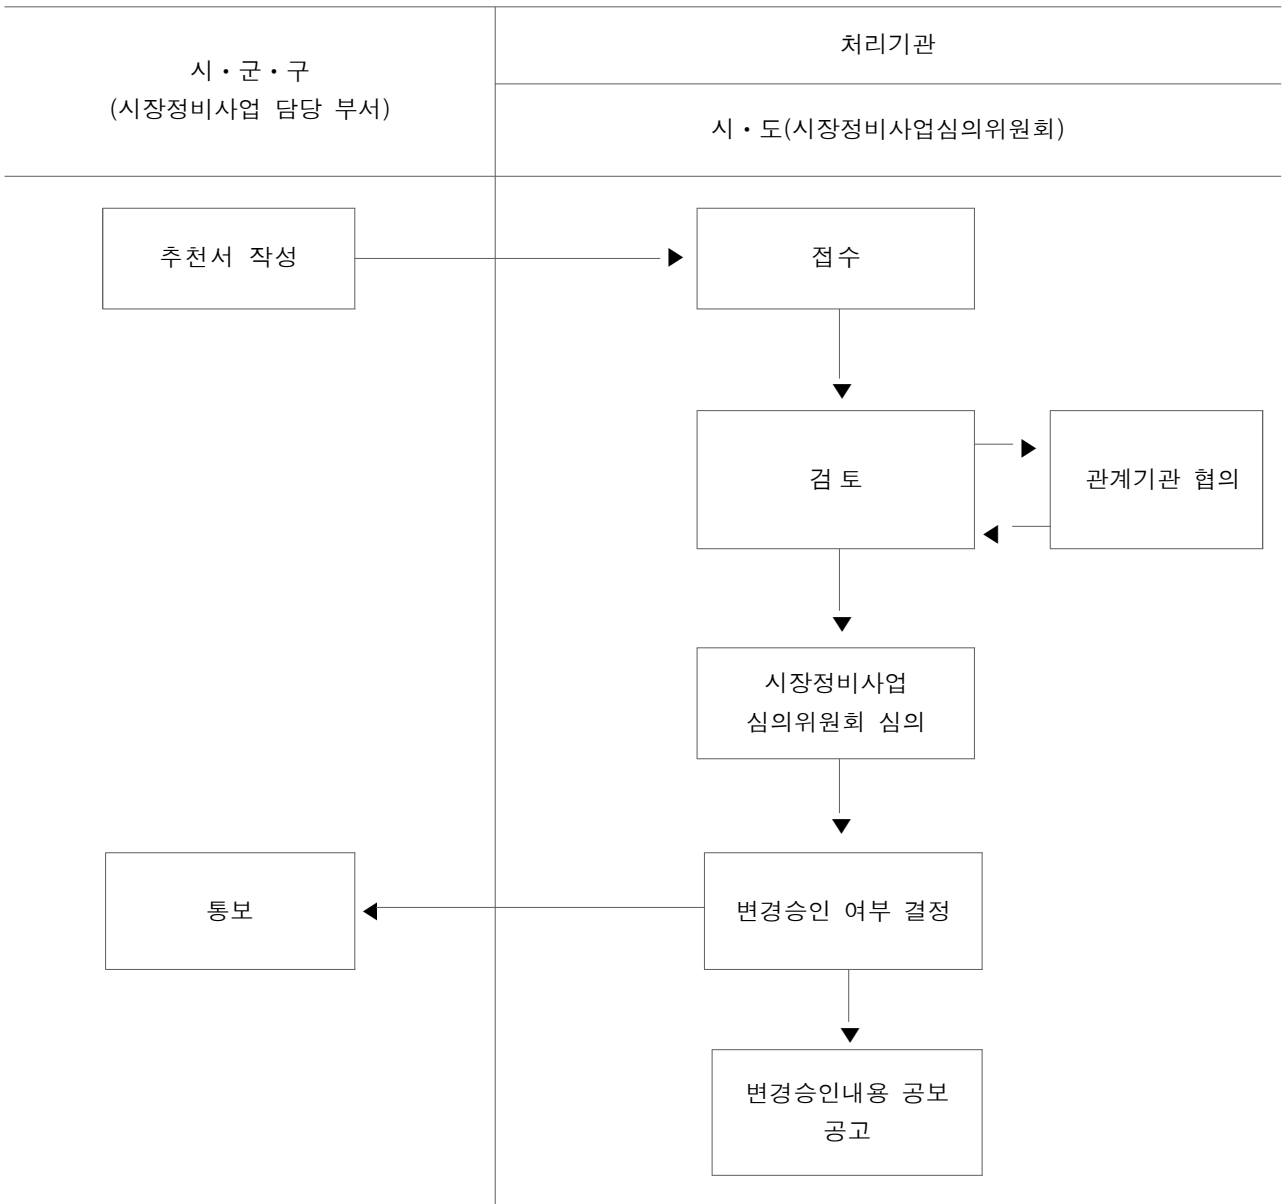 시・군・구
(시장정비사업 담당 부서)
처리기관
시・도(시장정비사업심의위원회)
추천서 작성
접수
검 토
관계기관 협의
시장정비사업
심의위원회 심의
통보
변경승인 여부 결정
변경승인내용 공보
공고